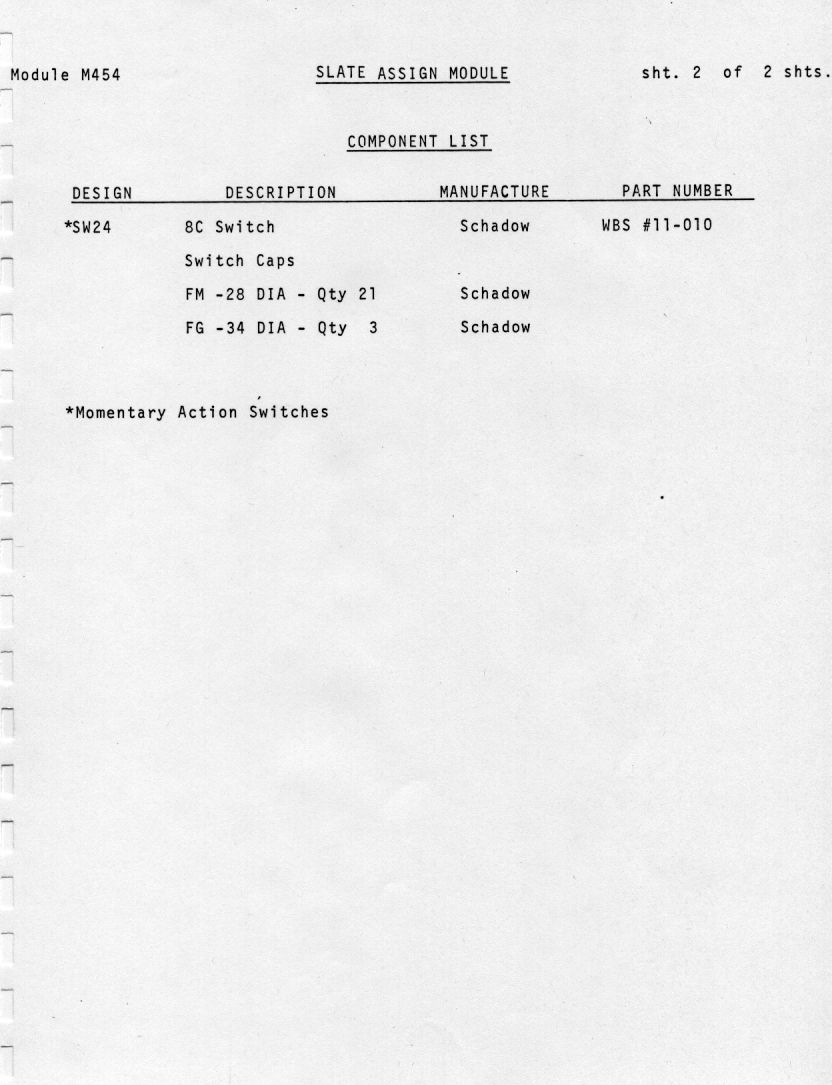 Module M454 SLATE ASSIGN MODULE sht. 2 of 2 shts.
COMPONENT LIST
DESIGN DESCRIPTION MANUFACTURE PART NUMBER
*SW24 8C Switch Schadow WBS #11-010
Switch Caps
FM -28 DIA - Qty 21 Schadow
FG -34 DIA - Qty 3 Schadow
*Momentary Action Switches